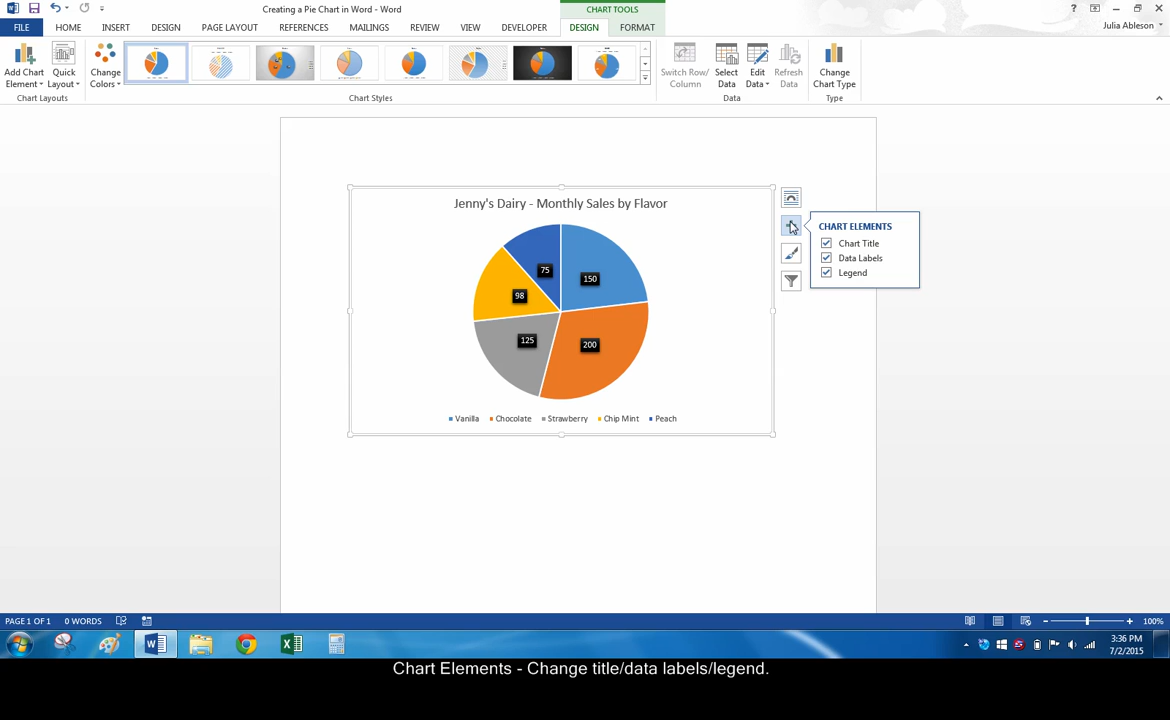 Creating a Pie Chart in Word - Word
CHART TOOLS
?
FILE HOME INSERT DESIGN PAGE LAYOUT REFERENCES MAILINGS REVIEW VIEW DEVELOPER DESIGN FORMAT Julia Ableson
Add Chart Element
Quick Layout
Change Colors
Switch Row/ Column
Select Data
Edit Data
Refresh Data
Change Chart Type
Chart Layouts Chart Styles Data Type
Jenny's Dairy - Monthly Sales by Flavor
75
150
98
125
200
Vanilla Chocolate Strawberry Chip Mint Peach
CHART ELEMENTS
Chart Title
Data Labels
Legend
PAGE 1 OF 1 0 WORDS 100%
3:36 PM
7/2/2015
Chart Elements - Change title/data labels/legend.